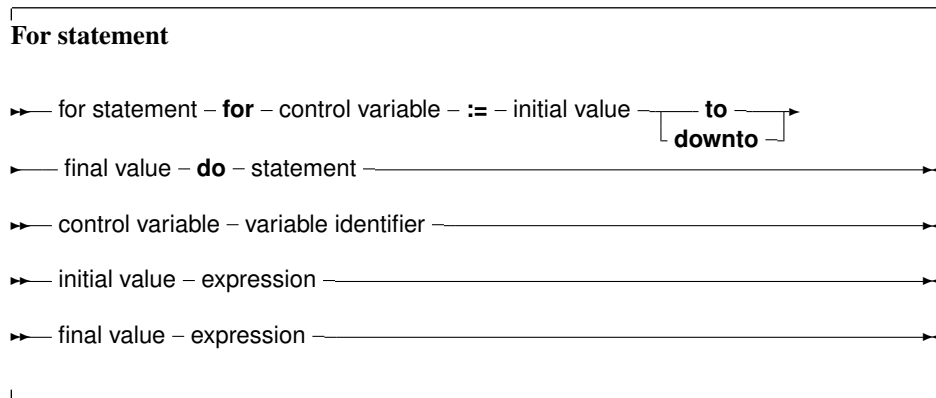 For statement
for statement – for – control variable – := – initial value – to
downto
final value – do – statement
control variable – variable identifier
initial value – expression
final value – expression